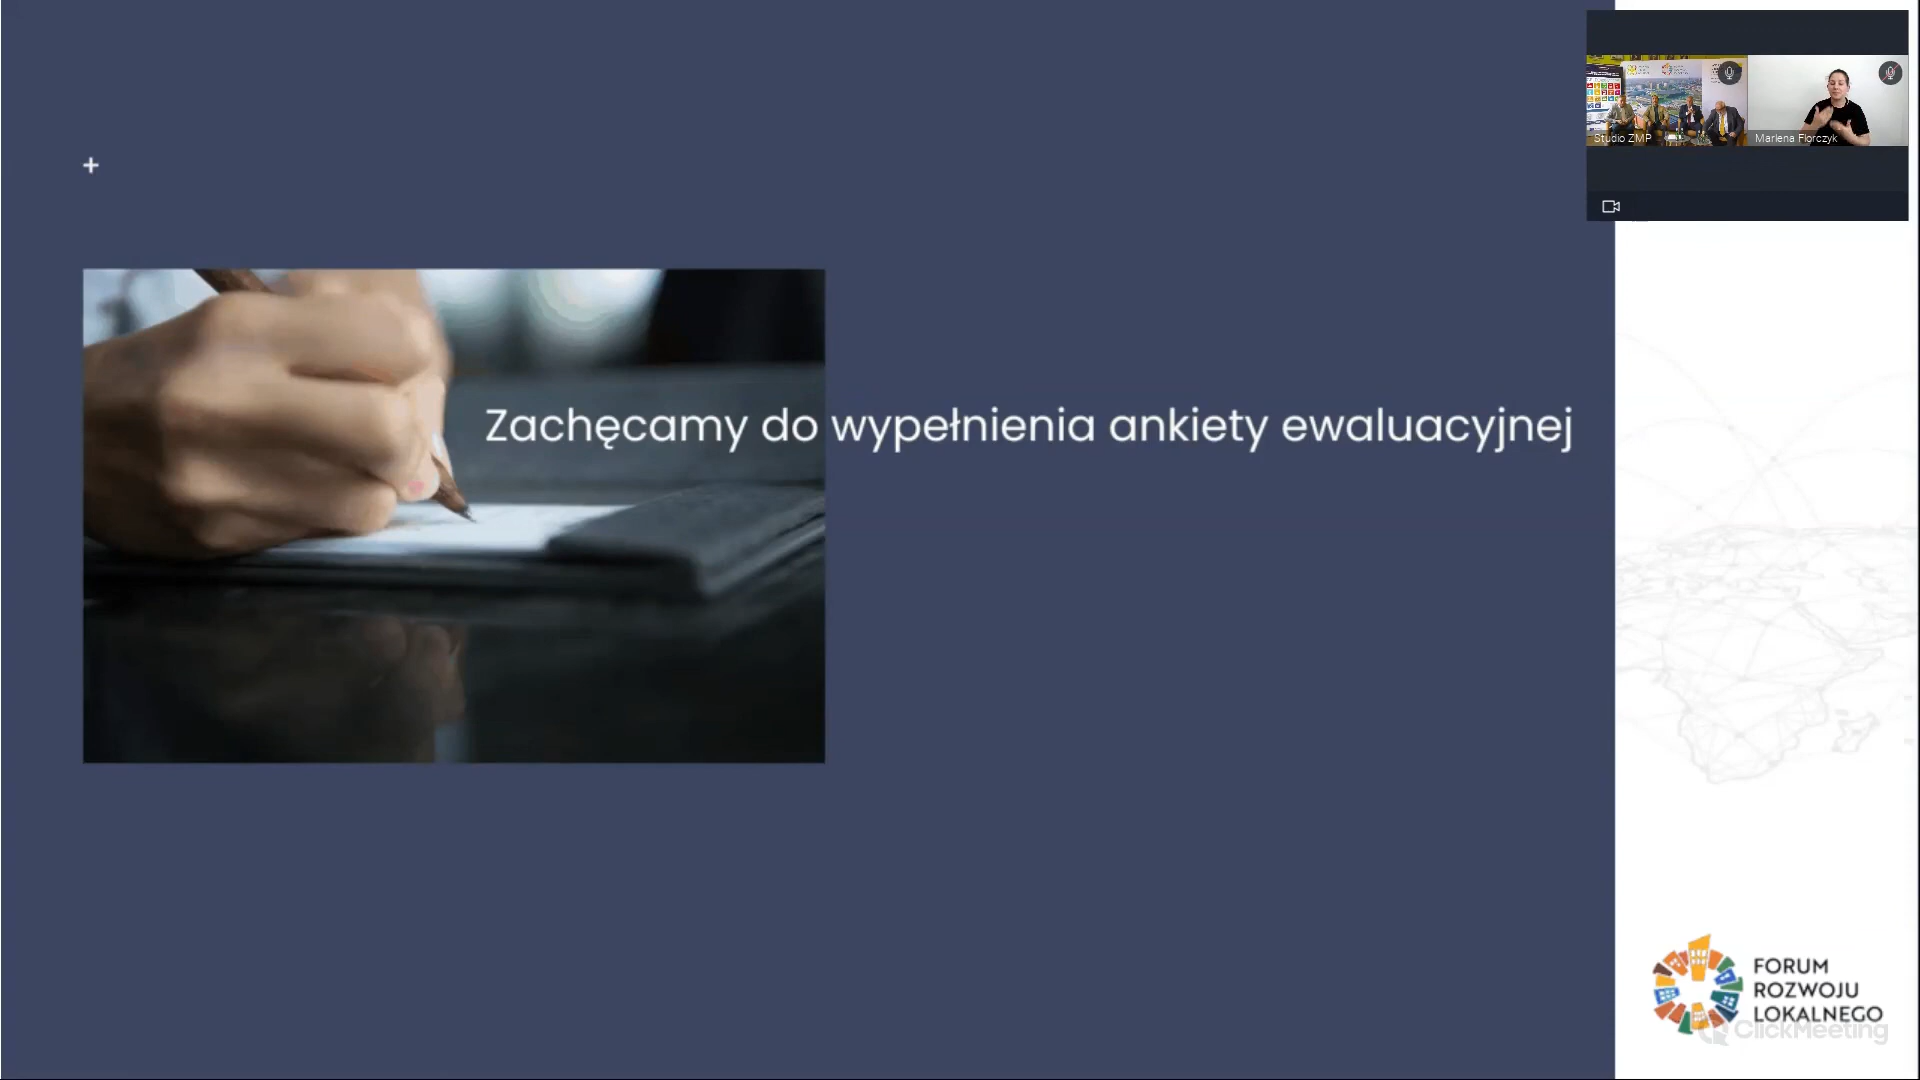 Studio ZMP
Marlena Florczyk
+
Zachęcamy do wypełnienia ankiety ewaluacyjnej
FORUM
ROZWOJU
LOKALNEGO
ClickMeeting